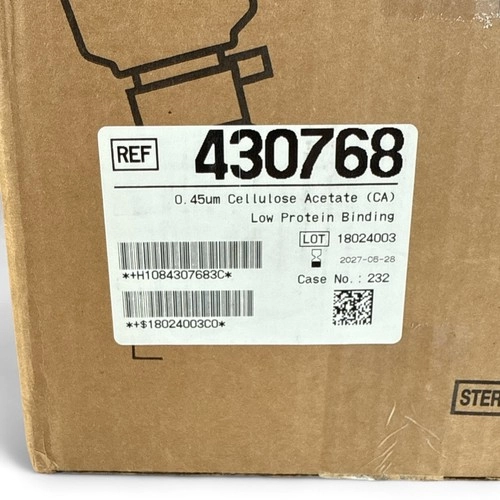 REF 430768
0.45um Cellulose Acetate (CA)
Low Protein Binding
LOT 18024003
2027-06-28
*+H1084307683C*
Case No.: 232
*+$18024003C0*
STER